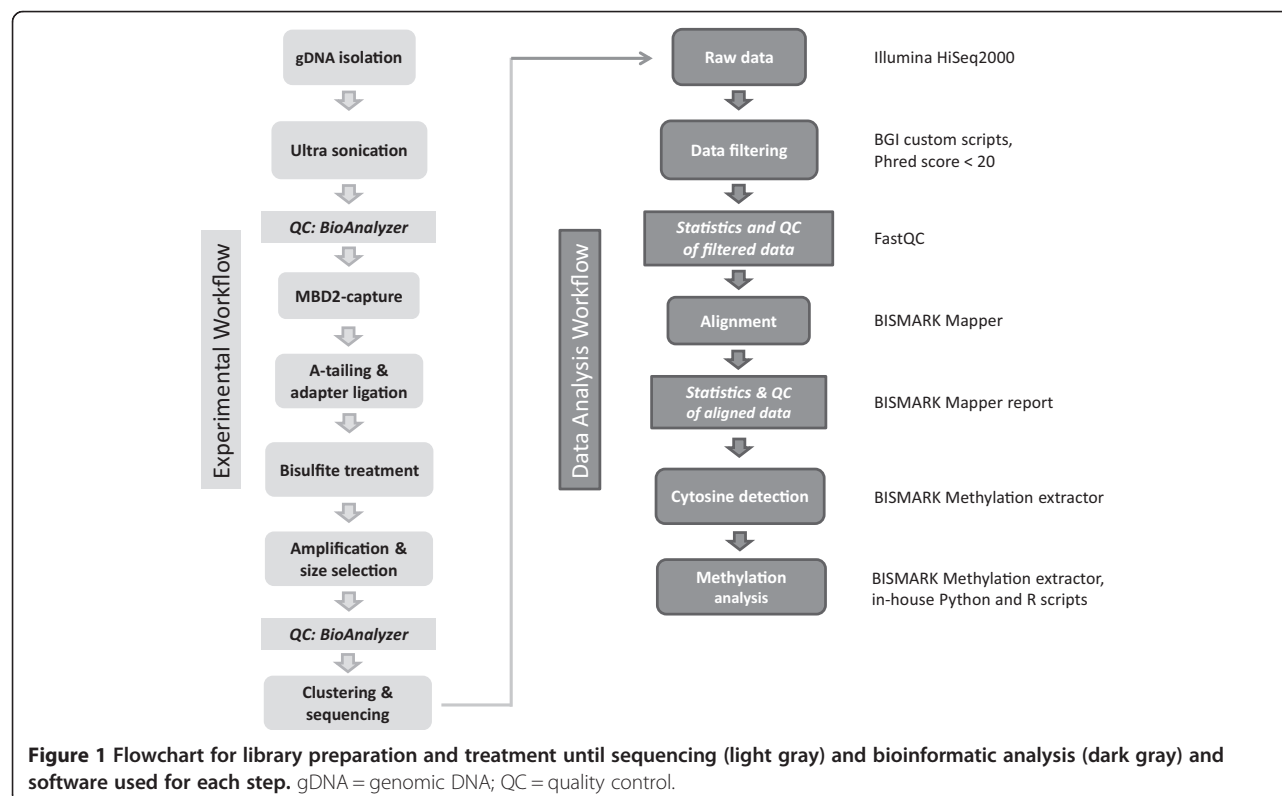 gDNA isolation
Ultra sonication
QC: BioAnalyzer
MBD2-capture
A-tailing &
adapter ligation
Bisulfite treatment
Amplification &
size selection
QC: BioAnalyzer
Clustering &
sequencing
Experimental Workflow
Raw data
Illumina HiSeq2000
Data filtering
BGI custom scripts,
Phred score < 20
Statistics and QC
of filtered data
FastQC
Alignment
BISMARK Mapper
Statistics & QC
of aligned data
BISMARK Mapper report
Cytosine detection
BISMARK Methylation extractor
Methylation
analysis
BISMARK Methylation extractor,
in-house Python and R scripts
Data Analysis Workflow
Figure 1 Flowchart for library preparation and treatment until sequencing (light gray) and bioinformatic analysis (dark gray) and
software used for each step. gDNA = genomic DNA; QC = quality control.